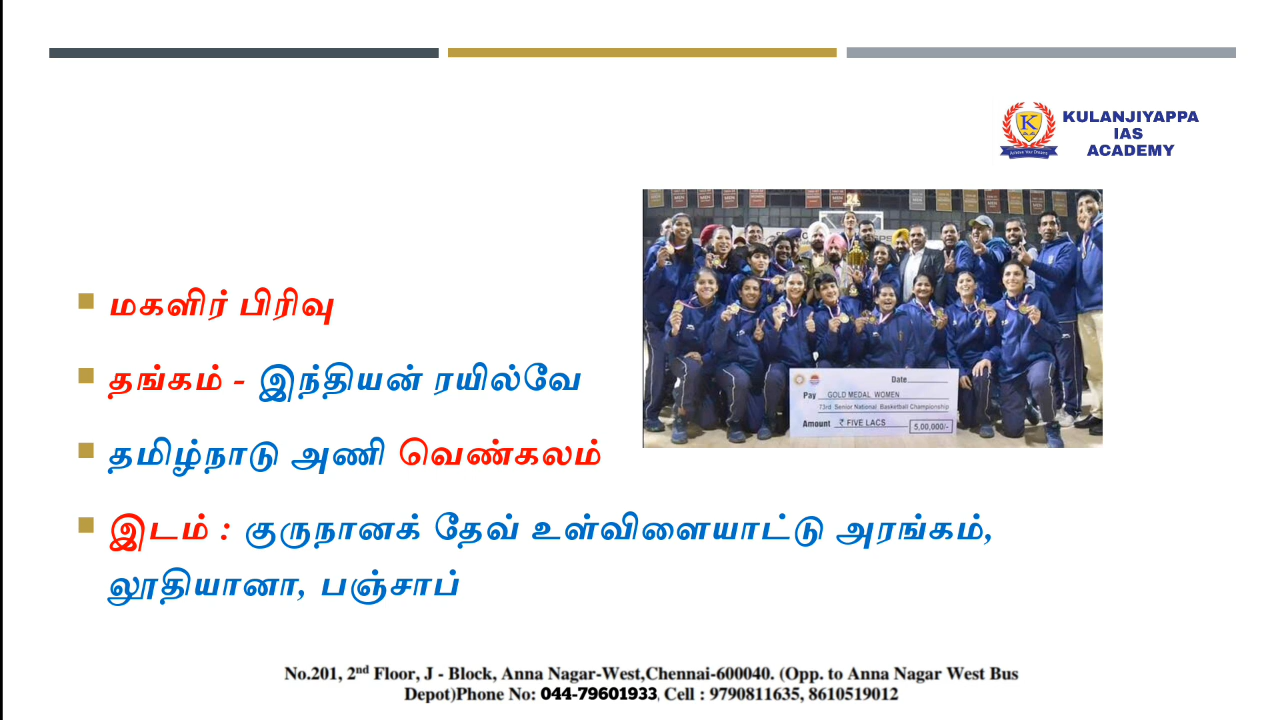 KULANJIYAPPA
IAS
ACADEMY
Achieve Your Dreams
மகளிர் பிரிவு
தங்கம் - இந்தியன் ரயில்வே
தமிழ்நாடு அணி வெண்கலம்
இடம் : குருநானக் தேவ் உள்விளையாட்டு அரங்கம்,
லூதியானா, பஞ்சாப்
Date
Pay GOLD MEDAL WOMEN
73rd Senior National Basketball Championship
Amount ₹ FIVE LACS 5,00,000/-
No.201, 2nd Floor, J - Block, Anna Nagar-West,Chennai-600040. (Opp. to Anna Nagar West Bus
Depot)Phone No: 044-79601933, Cell : 9790811635, 8610519012